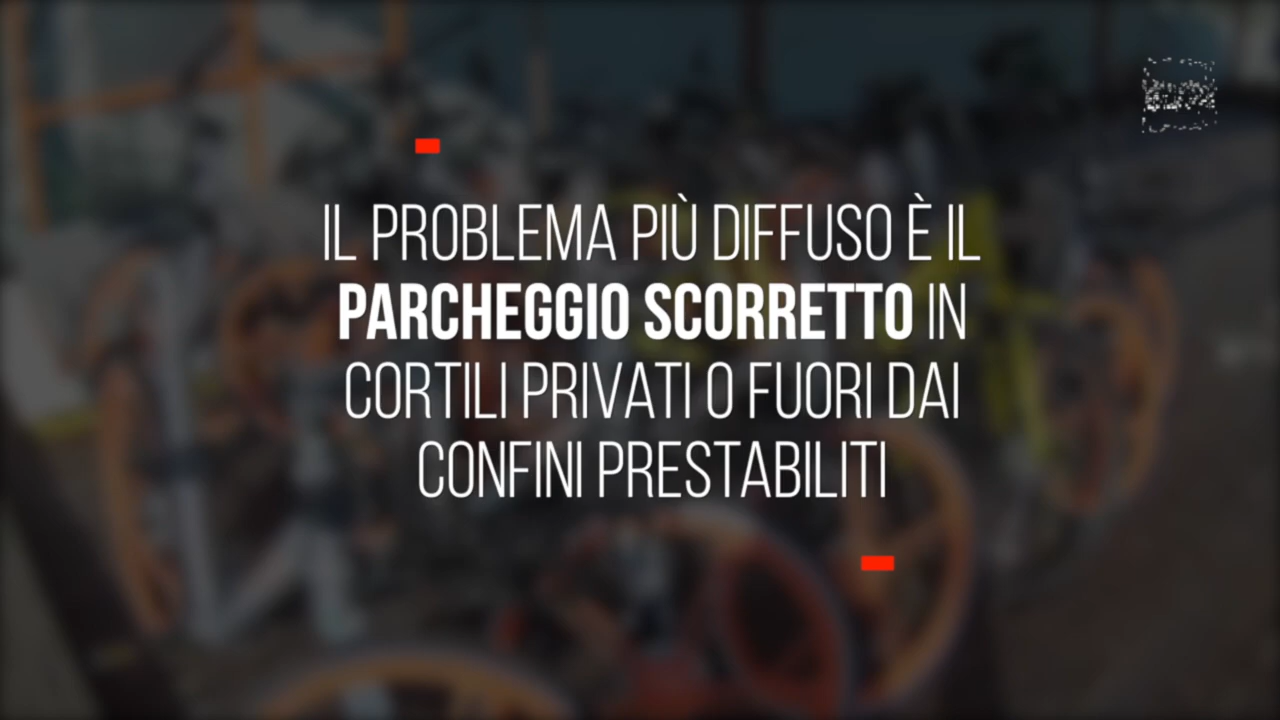 IL PROBLEMA PIÙ DIFFUSO È IL
PARCHEGGIO SCORRETTO IN
CORTILI PRIVATI O FUORI DAI
CONFINI PRESTABILITI